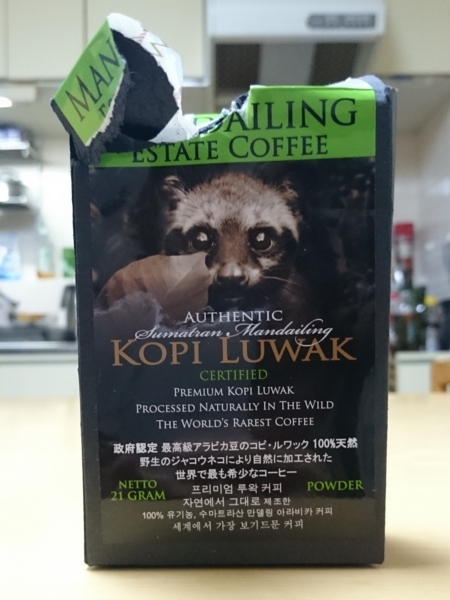 MAN
DAILING
ESTATE COFFEE
AUTHENTIC
Sumatran Mandailing
KOPI LUWAK
CERTIFIED
PREMIUM KOPI LUWAK
PROCESSED NATURALLY IN THE WILD
THE WORLD'S RAREST COFFEE
政府認定 最高級アラビカ豆のコピ・ルワック 100%天然
野生のジャコウネコにより自然に加工された
世界で最も希少なコーヒー
NETTO
21 GRAM
프리미엄 루왁 커피
POWDER
자연에서 그대로 제조한
100% 유기농, 수마트라산 만델링 아라비카 커피
세계에서 가장 보기드문 커피